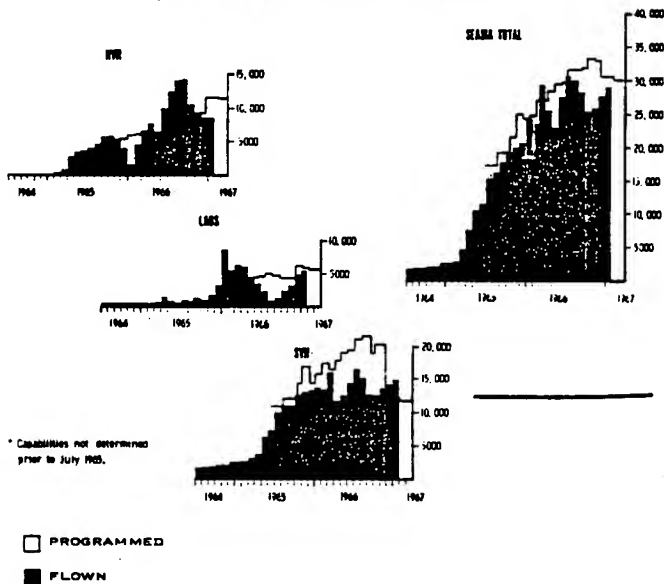 NVN
15,000
10,000
5000
1964 1965 1966 1967
SEASIA TOTAL
40,000
35,000
30,000
25,000
20,000
15,000
10,000
5000
1964 1965 1966 1967
LAOS
10,000
5000
1964 1965 1966 1967
SVN
20,000
15,000
10,000
5000
1964 1965 1966 1967
* Capabilities not determined
prior to July 1965.
PROGRAMMED
FLOWN